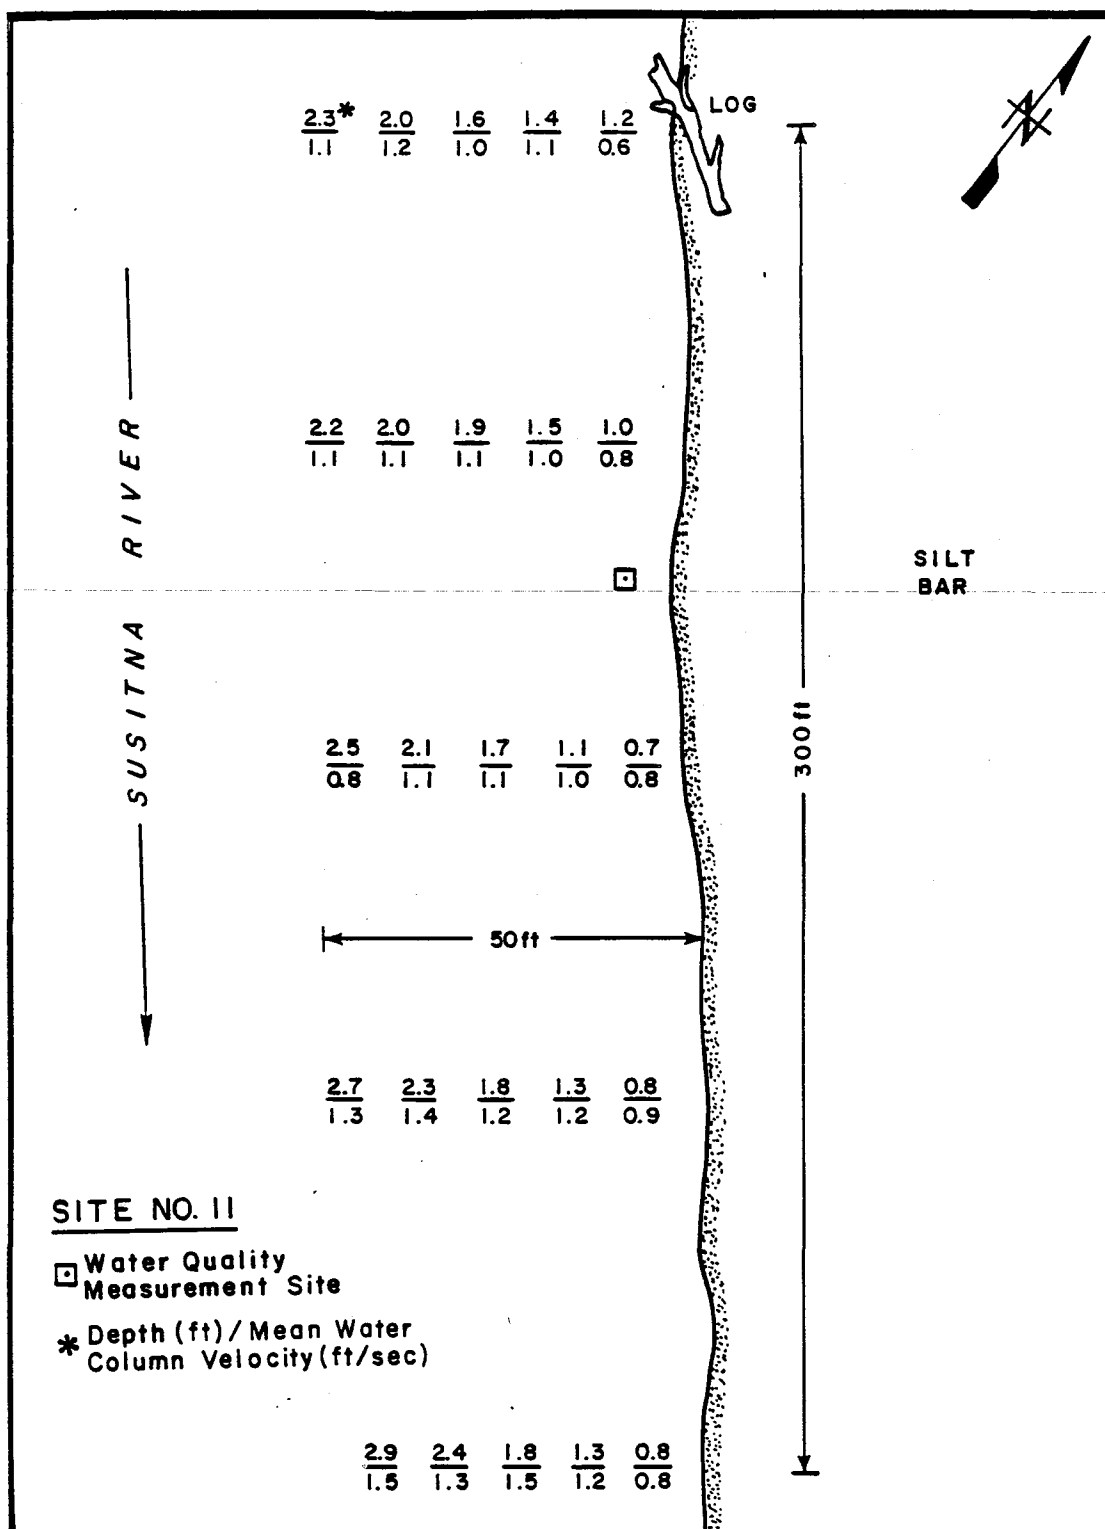 2.3* 2.0 1.6 1.4 1.2
1.1 1.2 1.0 1.1 0.6
LOG
N
2.2 2.0 1.9 1.5 1.0
1.1 1.1 1.1 1.0 0.8
SUSITNA RIVER
SILT
BAR
2.5 2.1 1.7 1.1 0.7
0.8 1.1 1.1 1.0 0.8
300ft
50ft
2.7 2.3 1.8 1.3 0.8
1.3 1.4 1.2 1.2 0.9
SITE NO. 11
Water Quality
Measurement Site
* Depth (ft)/Mean Water
Column Velocity (ft/sec)
2.9 2.4 1.8 1.3 0.8
1.5 1.3 1.5 1.2 0.8